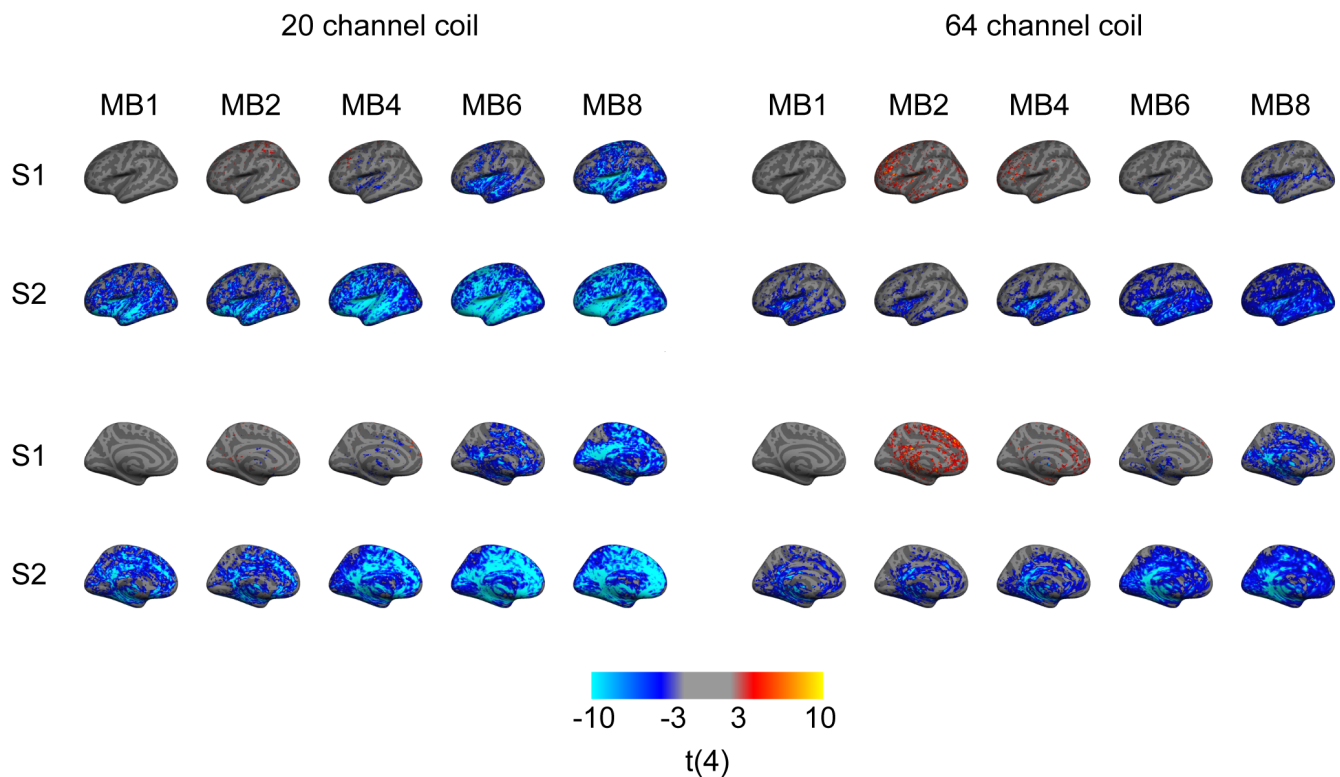 20 channel coil 64 channel coil
MB1 MB2 MB4 MB6 MB8 MB1 MB2 MB4 MB6 MB8
S1
S2
S1
S2
-10 -3 3 10
t(4)